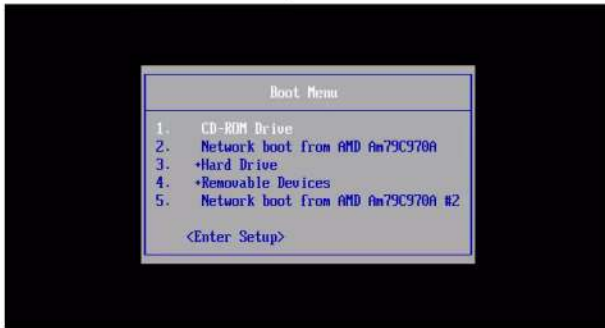 Boot Menu
1. CD-ROM Drive
2. Network boot from AMD Am79C970A
3. +Hard Drive
4. +Removable Devices
5. Network boot from AMD Am79C970A #2
<Enter Setup>